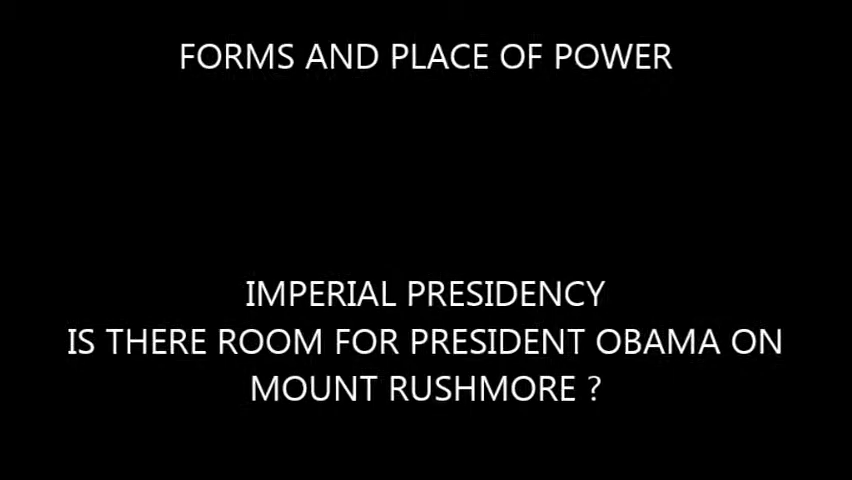 FORMS AND PLACE OF POWER
IMPERIAL PRESIDENCY
IS THERE ROOM FOR PRESIDENT OBAMA ON
MOUNT RUSHMORE ?